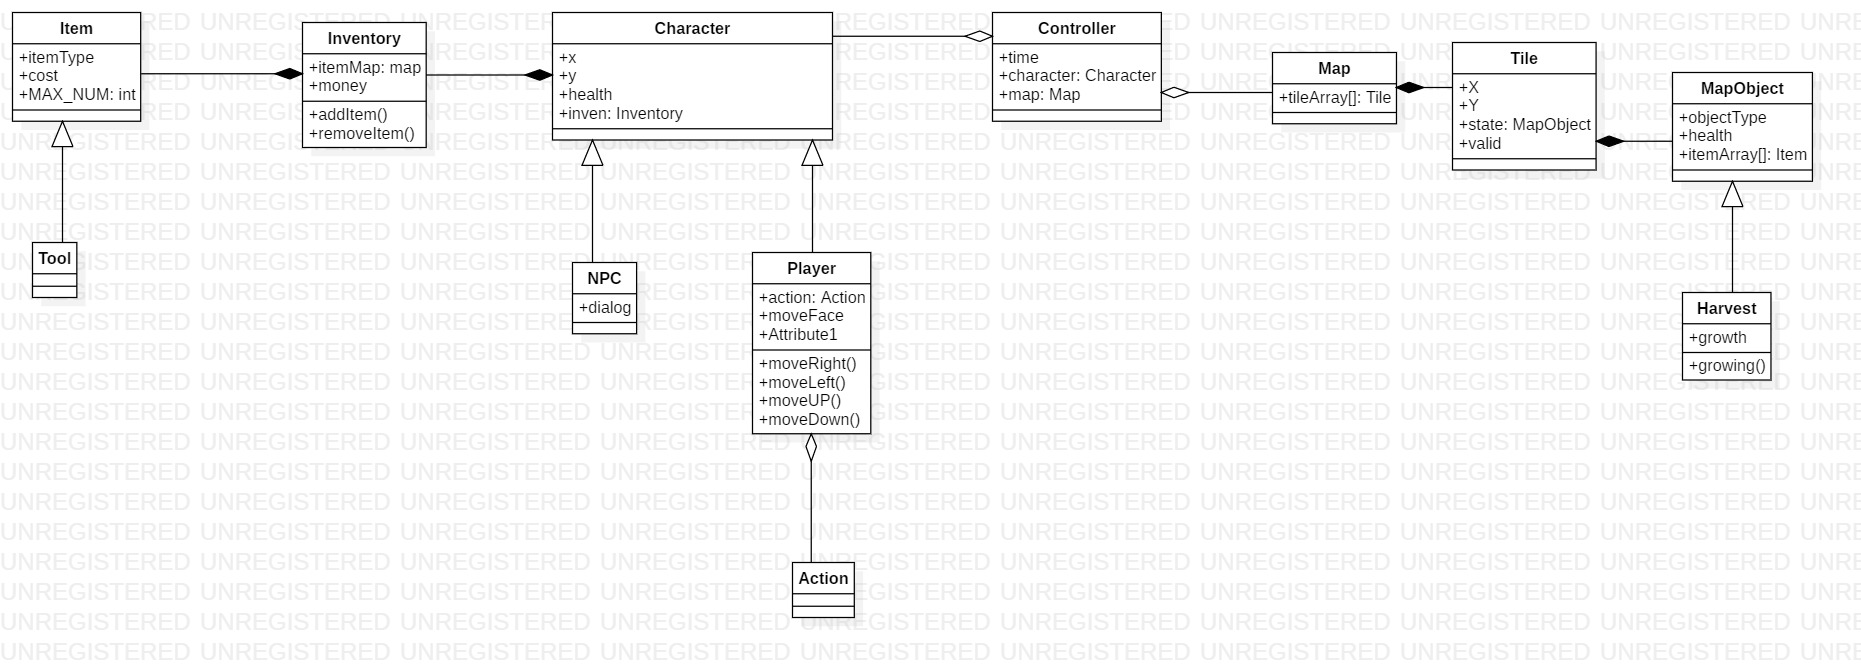 Item
+itemType
+cost
+MAX_NUM: int
Inventory
+itemMap: map
+money
+addItem()
+removeItem()
Character
+x
+y
+health
+inven: Inventory
Controller
+time
+character: Character
+map: Map
Map
+tileArray[]: Tile
Tile
+X
+Y
+state: MapObject
+valid
MapObject
+objectType
+health
+itemArray[]: Item
Tool
NPC
+dialog
Player
+action: Action
+moveFace
+Attribute1
+moveRight()
+moveLeft()
+moveUP()
+moveDown()
Harvest
+growth
+growing()
Action
UNREGISTERED